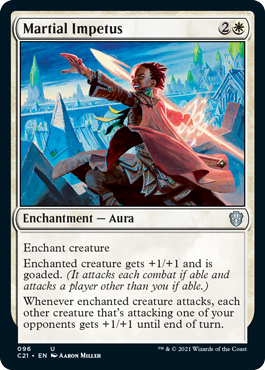 Martial Impetus 2
Enchantment — Aura
Enchant creature
Enchanted creature gets +1/+1 and is
goaded. (It attacks each combat if able and
attacks a player other than you if able.)
Whenever enchanted creature attacks, each
other creature that's attacking one of your
opponents gets +1/+1 until end of turn.
096 U
C21 • EN Aaron Miller
™ & © 2021 Wizards of the Coast